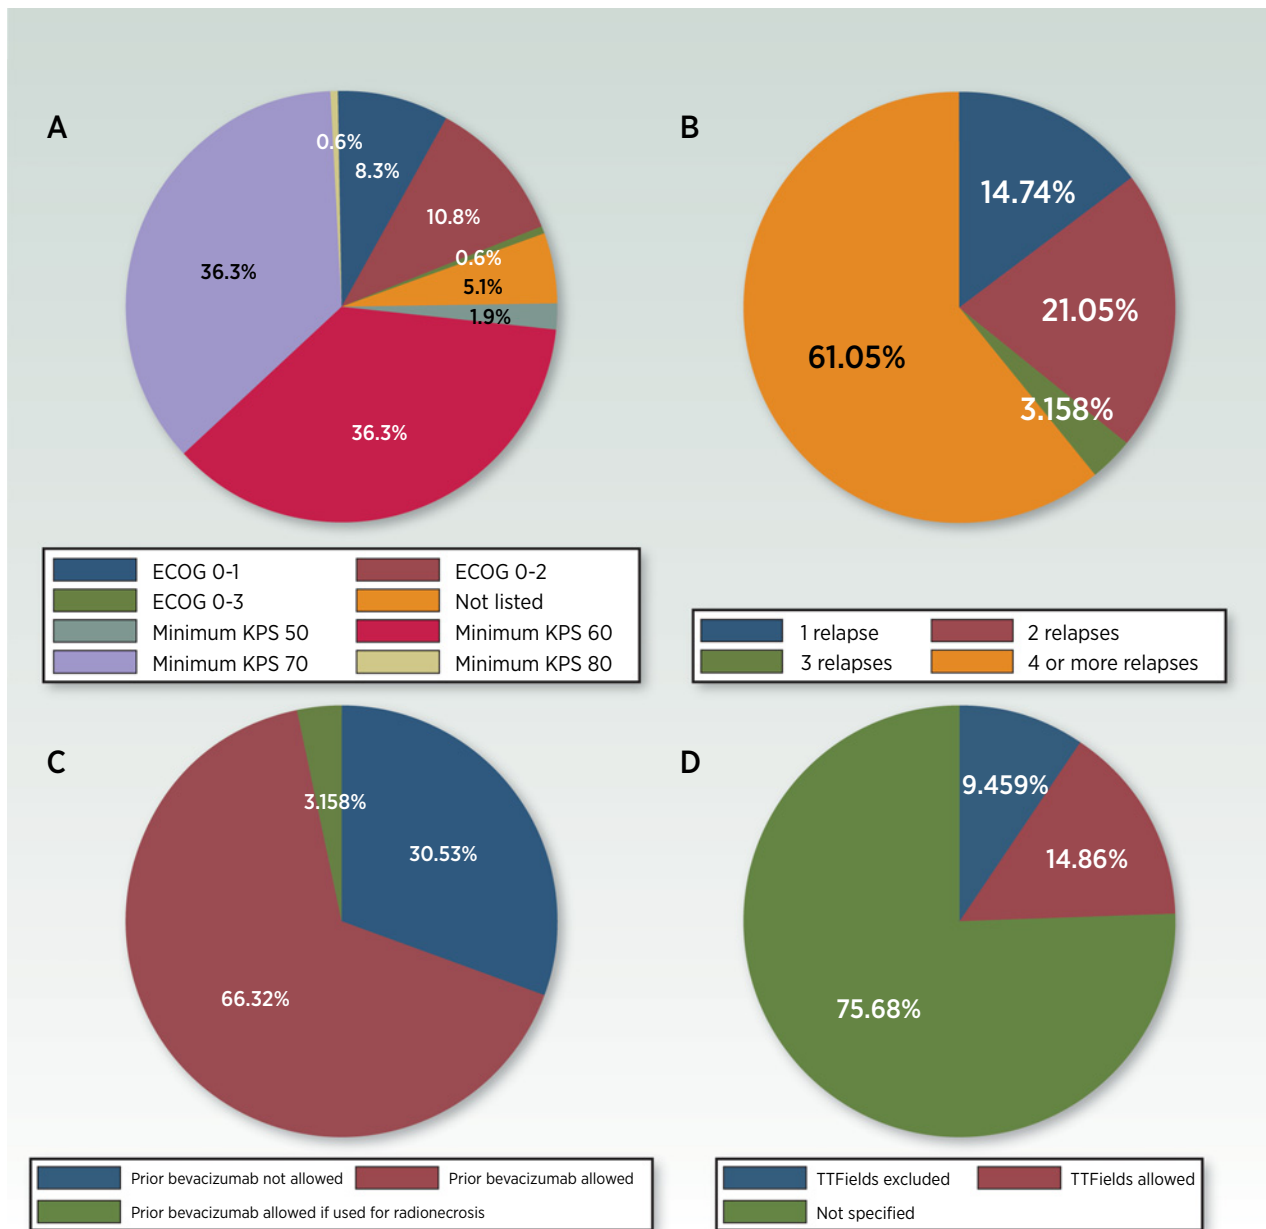 A
0.6%
8.3%
10.8%
0.6%
5.1%
1.9%
36.3%
36.3%
ECOG 0-1
ECOG 0-2
ECOG 0-3
Not listed
Minimum KPS 50
Minimum KPS 60
Minimum KPS 70
Minimum KPS 80
B
14.74%
21.05%
3.158%
61.05%
1 relapse
2 relapses
3 relapses
4 or more relapses
C
3.158%
30.53%
66.32%
Prior bevacizumab not allowed
Prior bevacizumab allowed
Prior bevacizumab allowed if used for radionecrosis
D
9.459%
14.86%
75.68%
TTFields excluded
TTFields allowed
Not specified